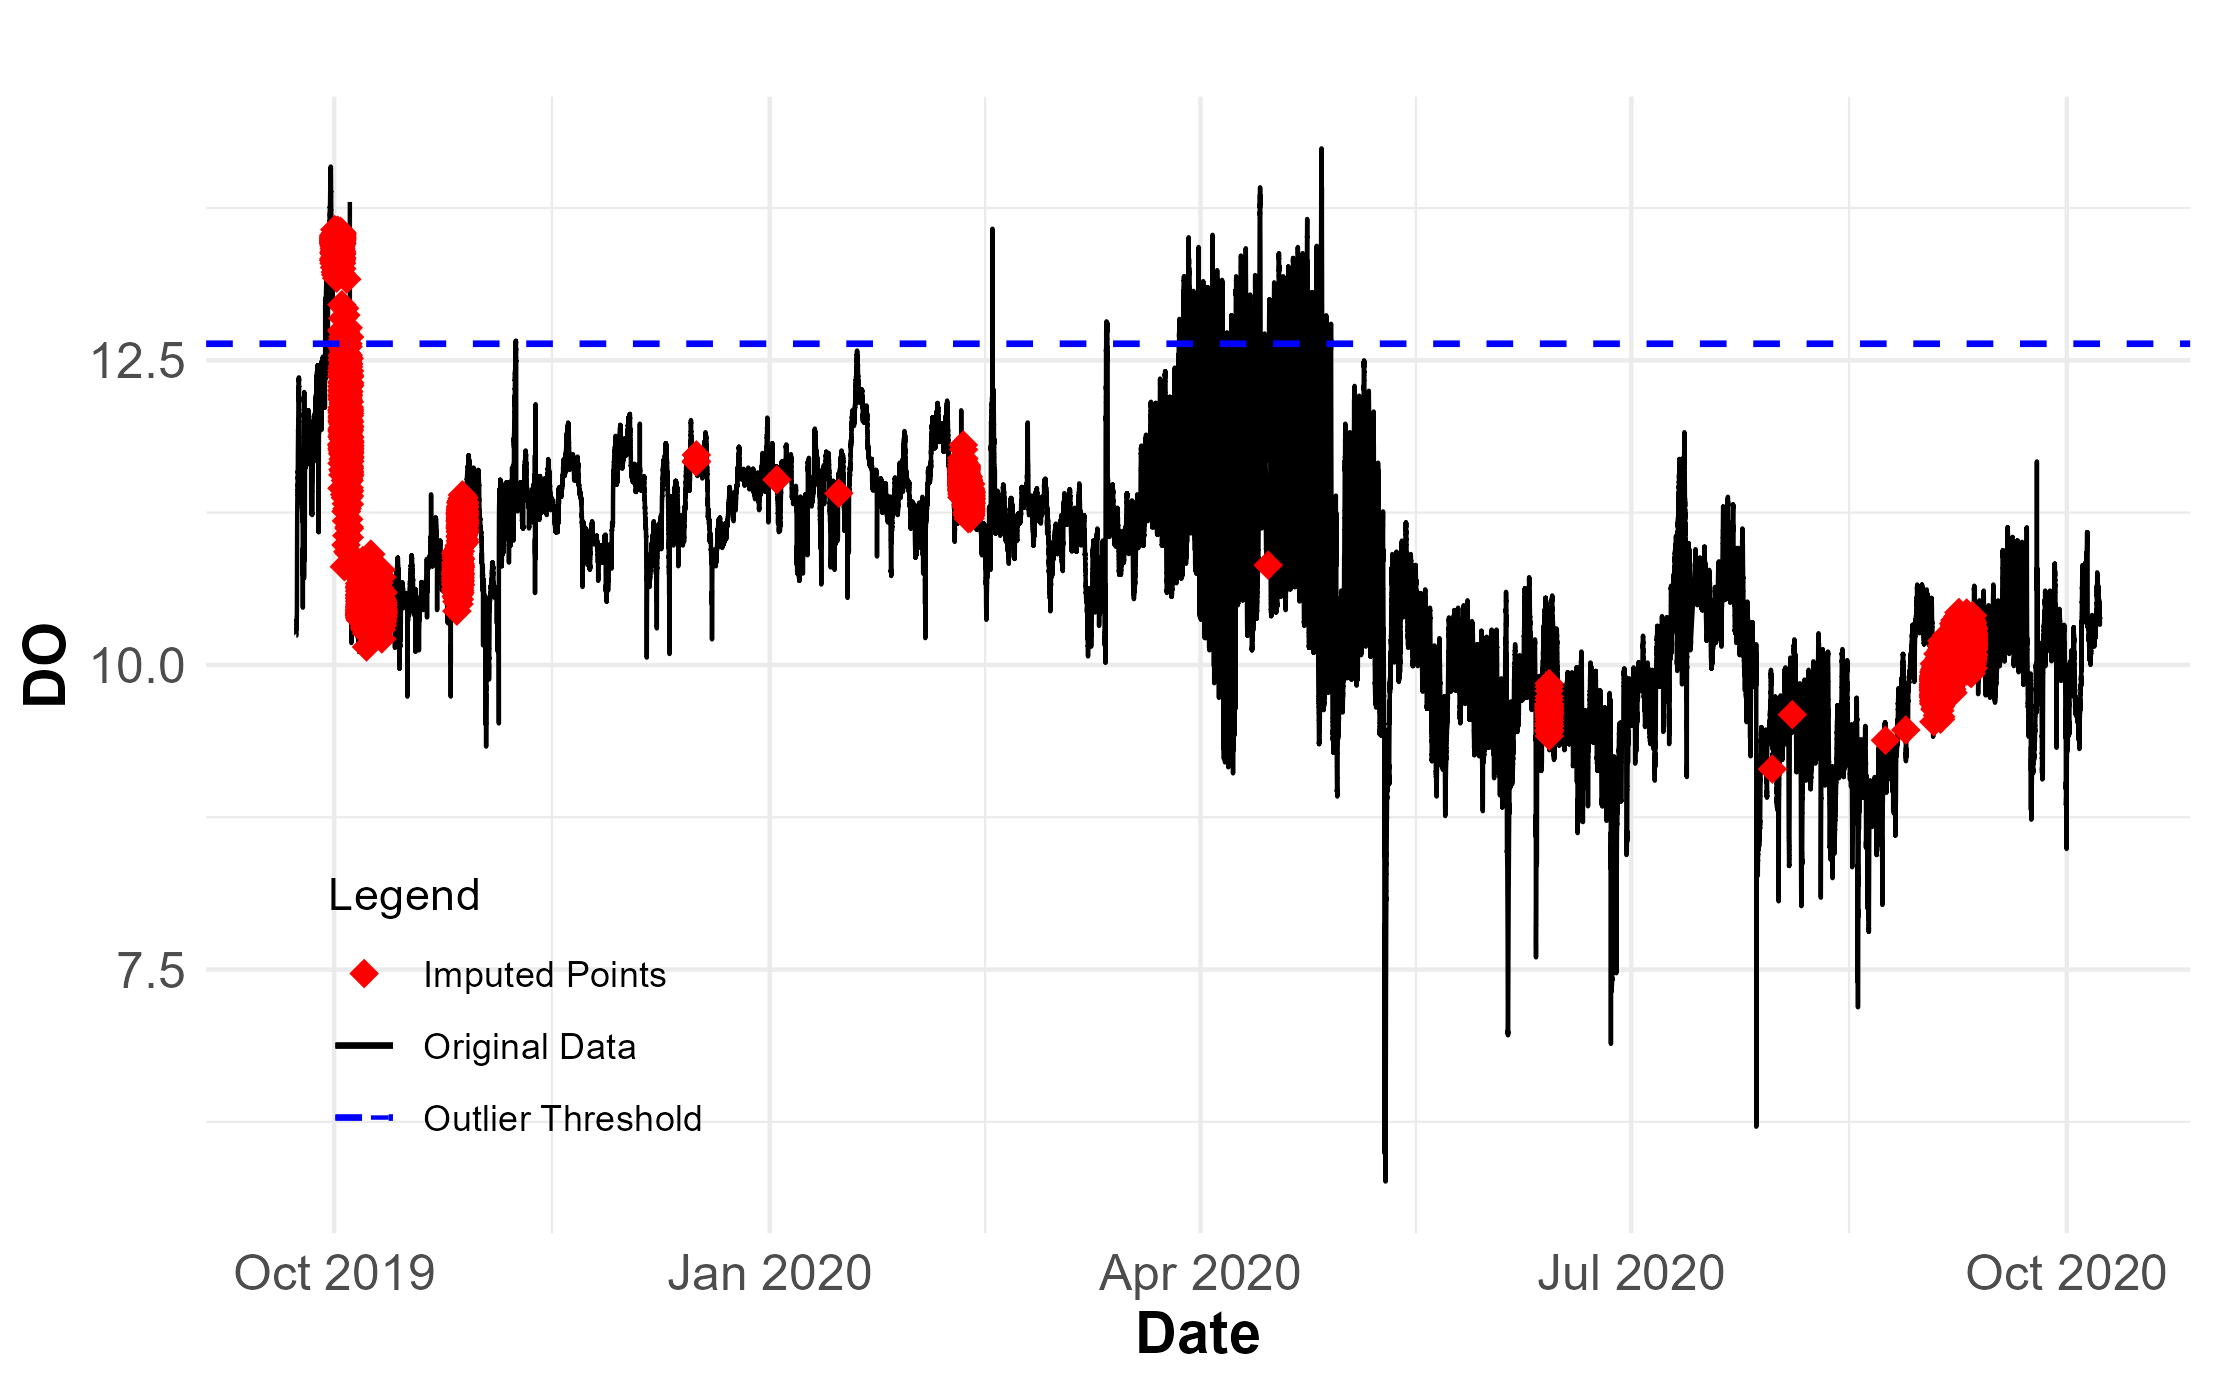 DO
12.5
10.0
7.5
Legend
Imputed Points
Original Data
Outlier Threshold
Oct 2019
Jan 2020
Apr 2020
Jul 2020
Oct 2020
Date